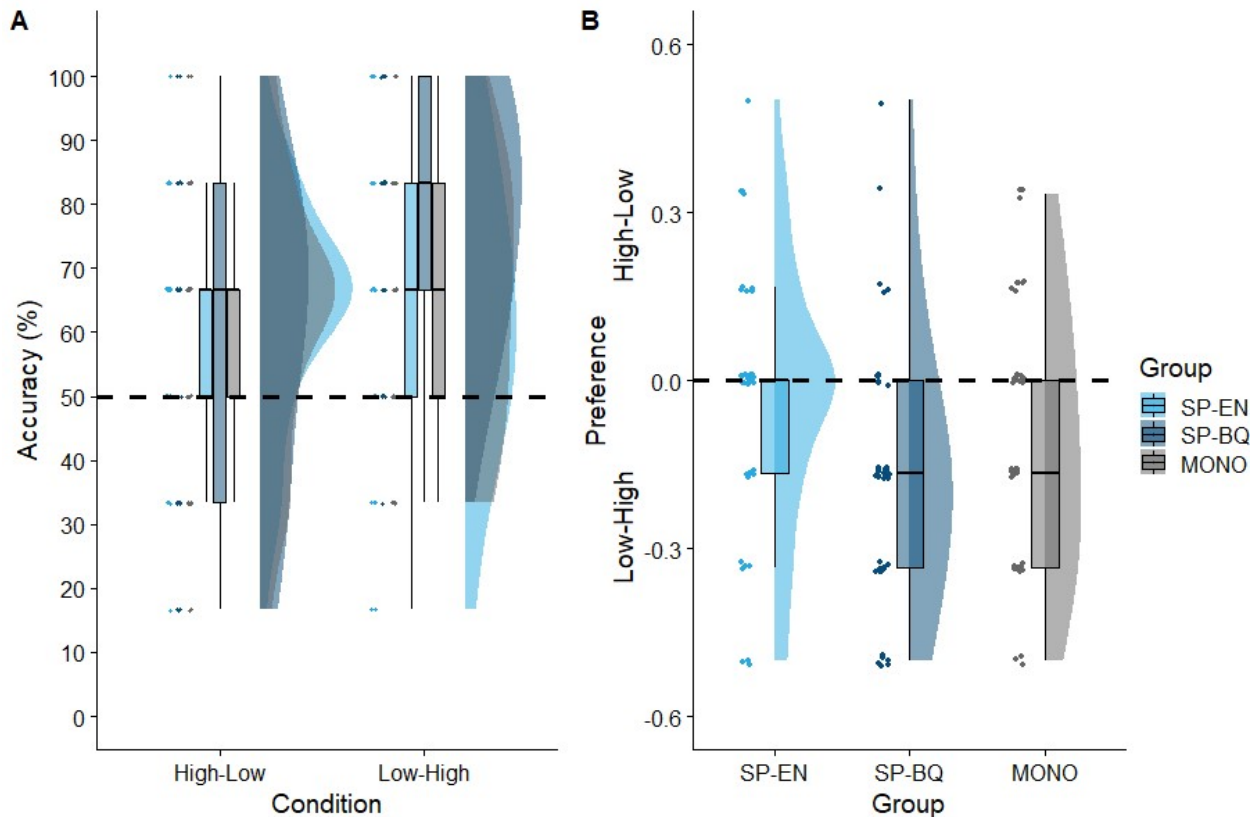 A
Accuracy (%)
100
90
80
70
60
50
40
30
20
10
0
High-Low
Low-High
Condition
B
Preference
High-Low
Low-High
0.6
0.3
0.0
-0.3
-0.6
SP-EN
SP-BQ
MONO
Group
Group
SP-EN
SP-BQ
MONO